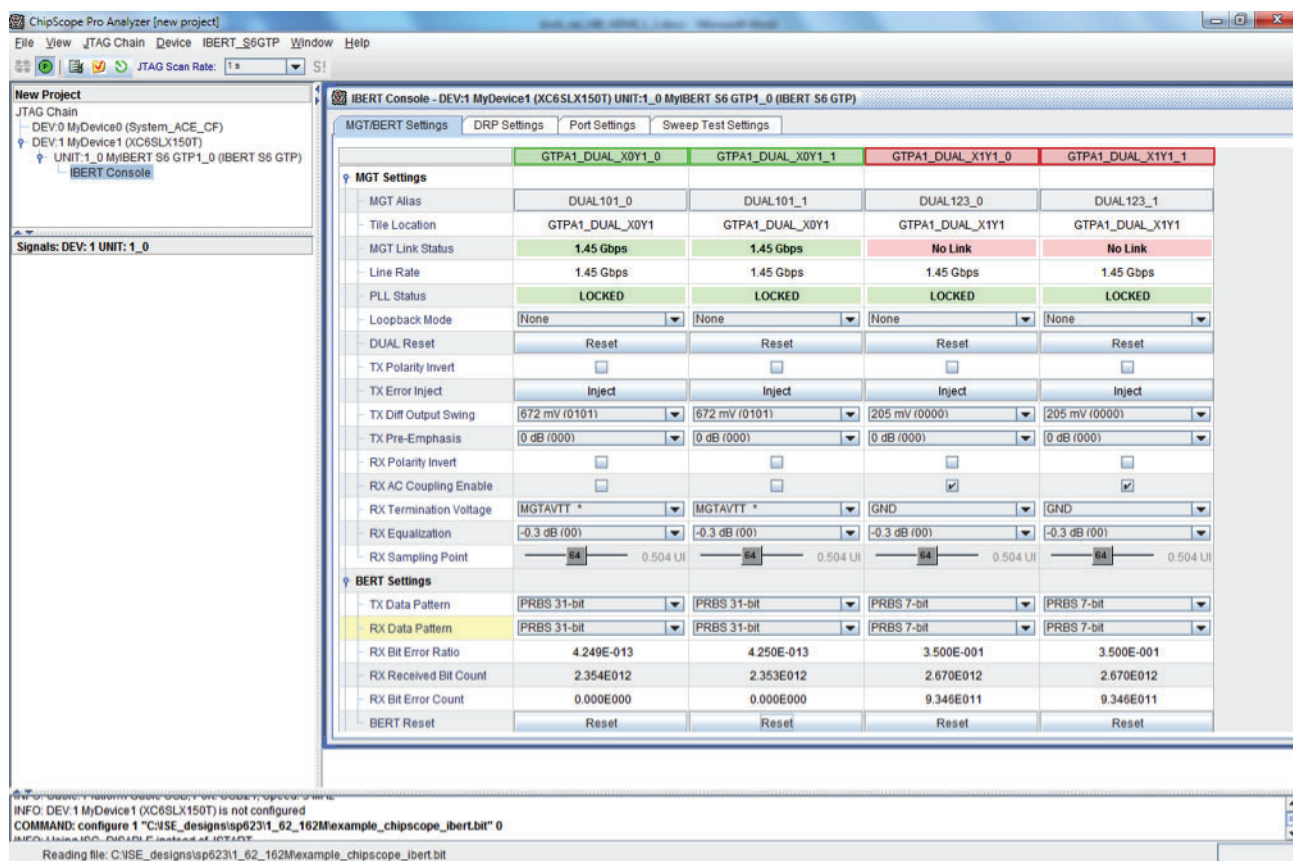 ChipScope Pro Analyzer [new project]
File View JTAG Chain Device IBERT_S6GTP Window Help
JTAG Scan Rate: 1 s S!
New Project
JTAG Chain
DEV:0 MyDevice0 (System_ACE_CF)
DEV:1 MyDevice1 (XC6SLX150T)
UNIT:1_0 MyIBERT S6 GTP1_0 (IBERT S6 GTP)
IBERT Console
Signals: DEV: 1 UNIT: 1_0
IBERT Console - DEV:1 MyDevice1 (XC6SLX150T) UNIT:1_0 MyIBERT S6 GTP1_0 (IBERT S6 GTP)
MGT/BERT Settings DRP Settings Port Settings Sweep Test Settings
GTPA1_DUAL_X0Y1_0 GTPA1_DUAL_X0Y1_1 GTPA1_DUAL_X1Y1_0 GTPA1_DUAL_X1Y1_1
MGT Settings
MGT Alias DUAL101_0 DUAL101_1 DUAL123_0 DUAL123_1
Tile Location GTPA1_DUAL_X0Y1 GTPA1_DUAL_X0Y1 GTPA1_DUAL_X1Y1 GTPA1_DUAL_X1Y1
MGT Link Status 1.45 Gbps 1.45 Gbps No Link No Link
Line Rate 1.45 Gbps 1.45 Gbps 1.45 Gbps 1.45 Gbps
PLL Status LOCKED LOCKED LOCKED LOCKED
Loopback Mode None None None None
DUAL Reset Reset Reset Reset Reset
TX Polarity Invert
TX Error Inject Inject Inject Inject Inject
TX Diff Output Swing 672 mV (0101) 672 mV (0101) 205 mV (0000) 205 mV (0000)
TX Pre-Emphasis 0 dB (000) 0 dB (000) 0 dB (000) 0 dB (000)
RX Polarity Invert
RX AC Coupling Enable
RX Termination Voltage MGTAVTT * MGTAVTT * GND GND
RX Equalization -0.3 dB (00) -0.3 dB (00) -0.3 dB (00) -0.3 dB (00)
RX Sampling Point 64 0.504 UI 64 0.504 UI 64 0.504 UI 64 0.504 UI
BERT Settings
TX Data Pattern PRBS 31-bit PRBS 31-bit PRBS 7-bit PRBS 7-bit
RX Data Pattern PRBS 31-bit PRBS 31-bit PRBS 7-bit PRBS 7-bit
RX Bit Error Ratio 4.249E-013 4.250E-013 3.500E-001 3.500E-001
RX Received Bit Count 2.354E012 2.353E012 2.670E012 2.670E012
RX Bit Error Count 0.000E000 0.000E000 9.346E011 9.346E011
BERT Reset Reset Reset Reset Reset
INFO: DEV:1 MyDevice1 (XC6SLX150T) is not configured
COMMAND: configure 1 "C:\ISE_designs\sp623\1_62_162M\example_chipscope_ibert.bit" 0
INFO: Using ISC_DISABLE instead of JSTART
Reading file: C:\ISE_designs\sp623\1_62_162M\example_chipscope_ibert.bit